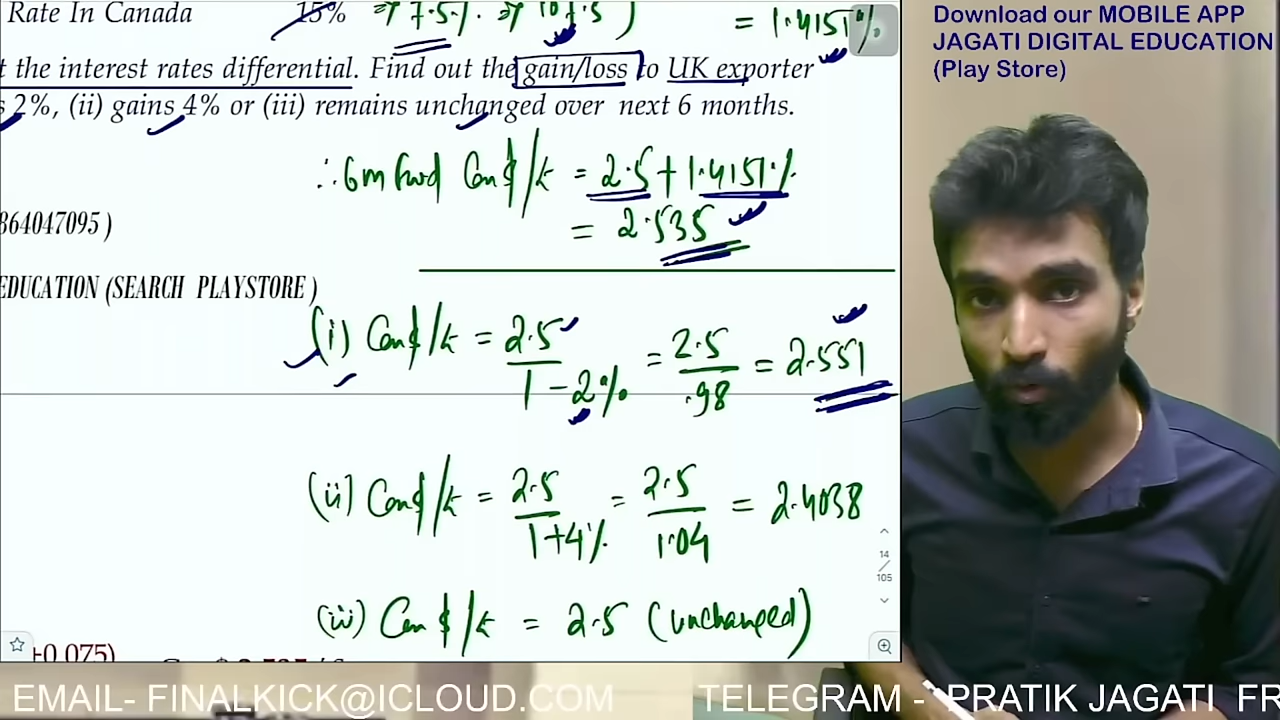 Rate In Canada 15% ⇒ 7.5% ⇒ 107.5 ) = 1.4151%
t the interest rates differential. Find out the gain/loss to UK exporter
s 2%, (ii) gains 4% or (iii) remains unchanged over next 6 months.
∴ 6m fwd Can$/£ = 2.5 + 1.4151%
= 2.535
864047095 )
EDUCATION (SEARCH PLAYSTORE )
(i) Can$/£ = 2.5 / 1 - 2% = 2.5 / .98 = 2.551
(ii) Can$/£ = 2.5 / 1+4% = 2.5 / 1.04 = 2.4038
(iii) Can $/£ = 2.5 (unchanged)
+0.075)
14
/
105
Download our MOBILE APP
JAGATI DIGITAL EDUCATION
(Play Store)
EMAIL- FINALKICK@ICLOUD.COM TELEGRAM - PRATIK JAGATI FR